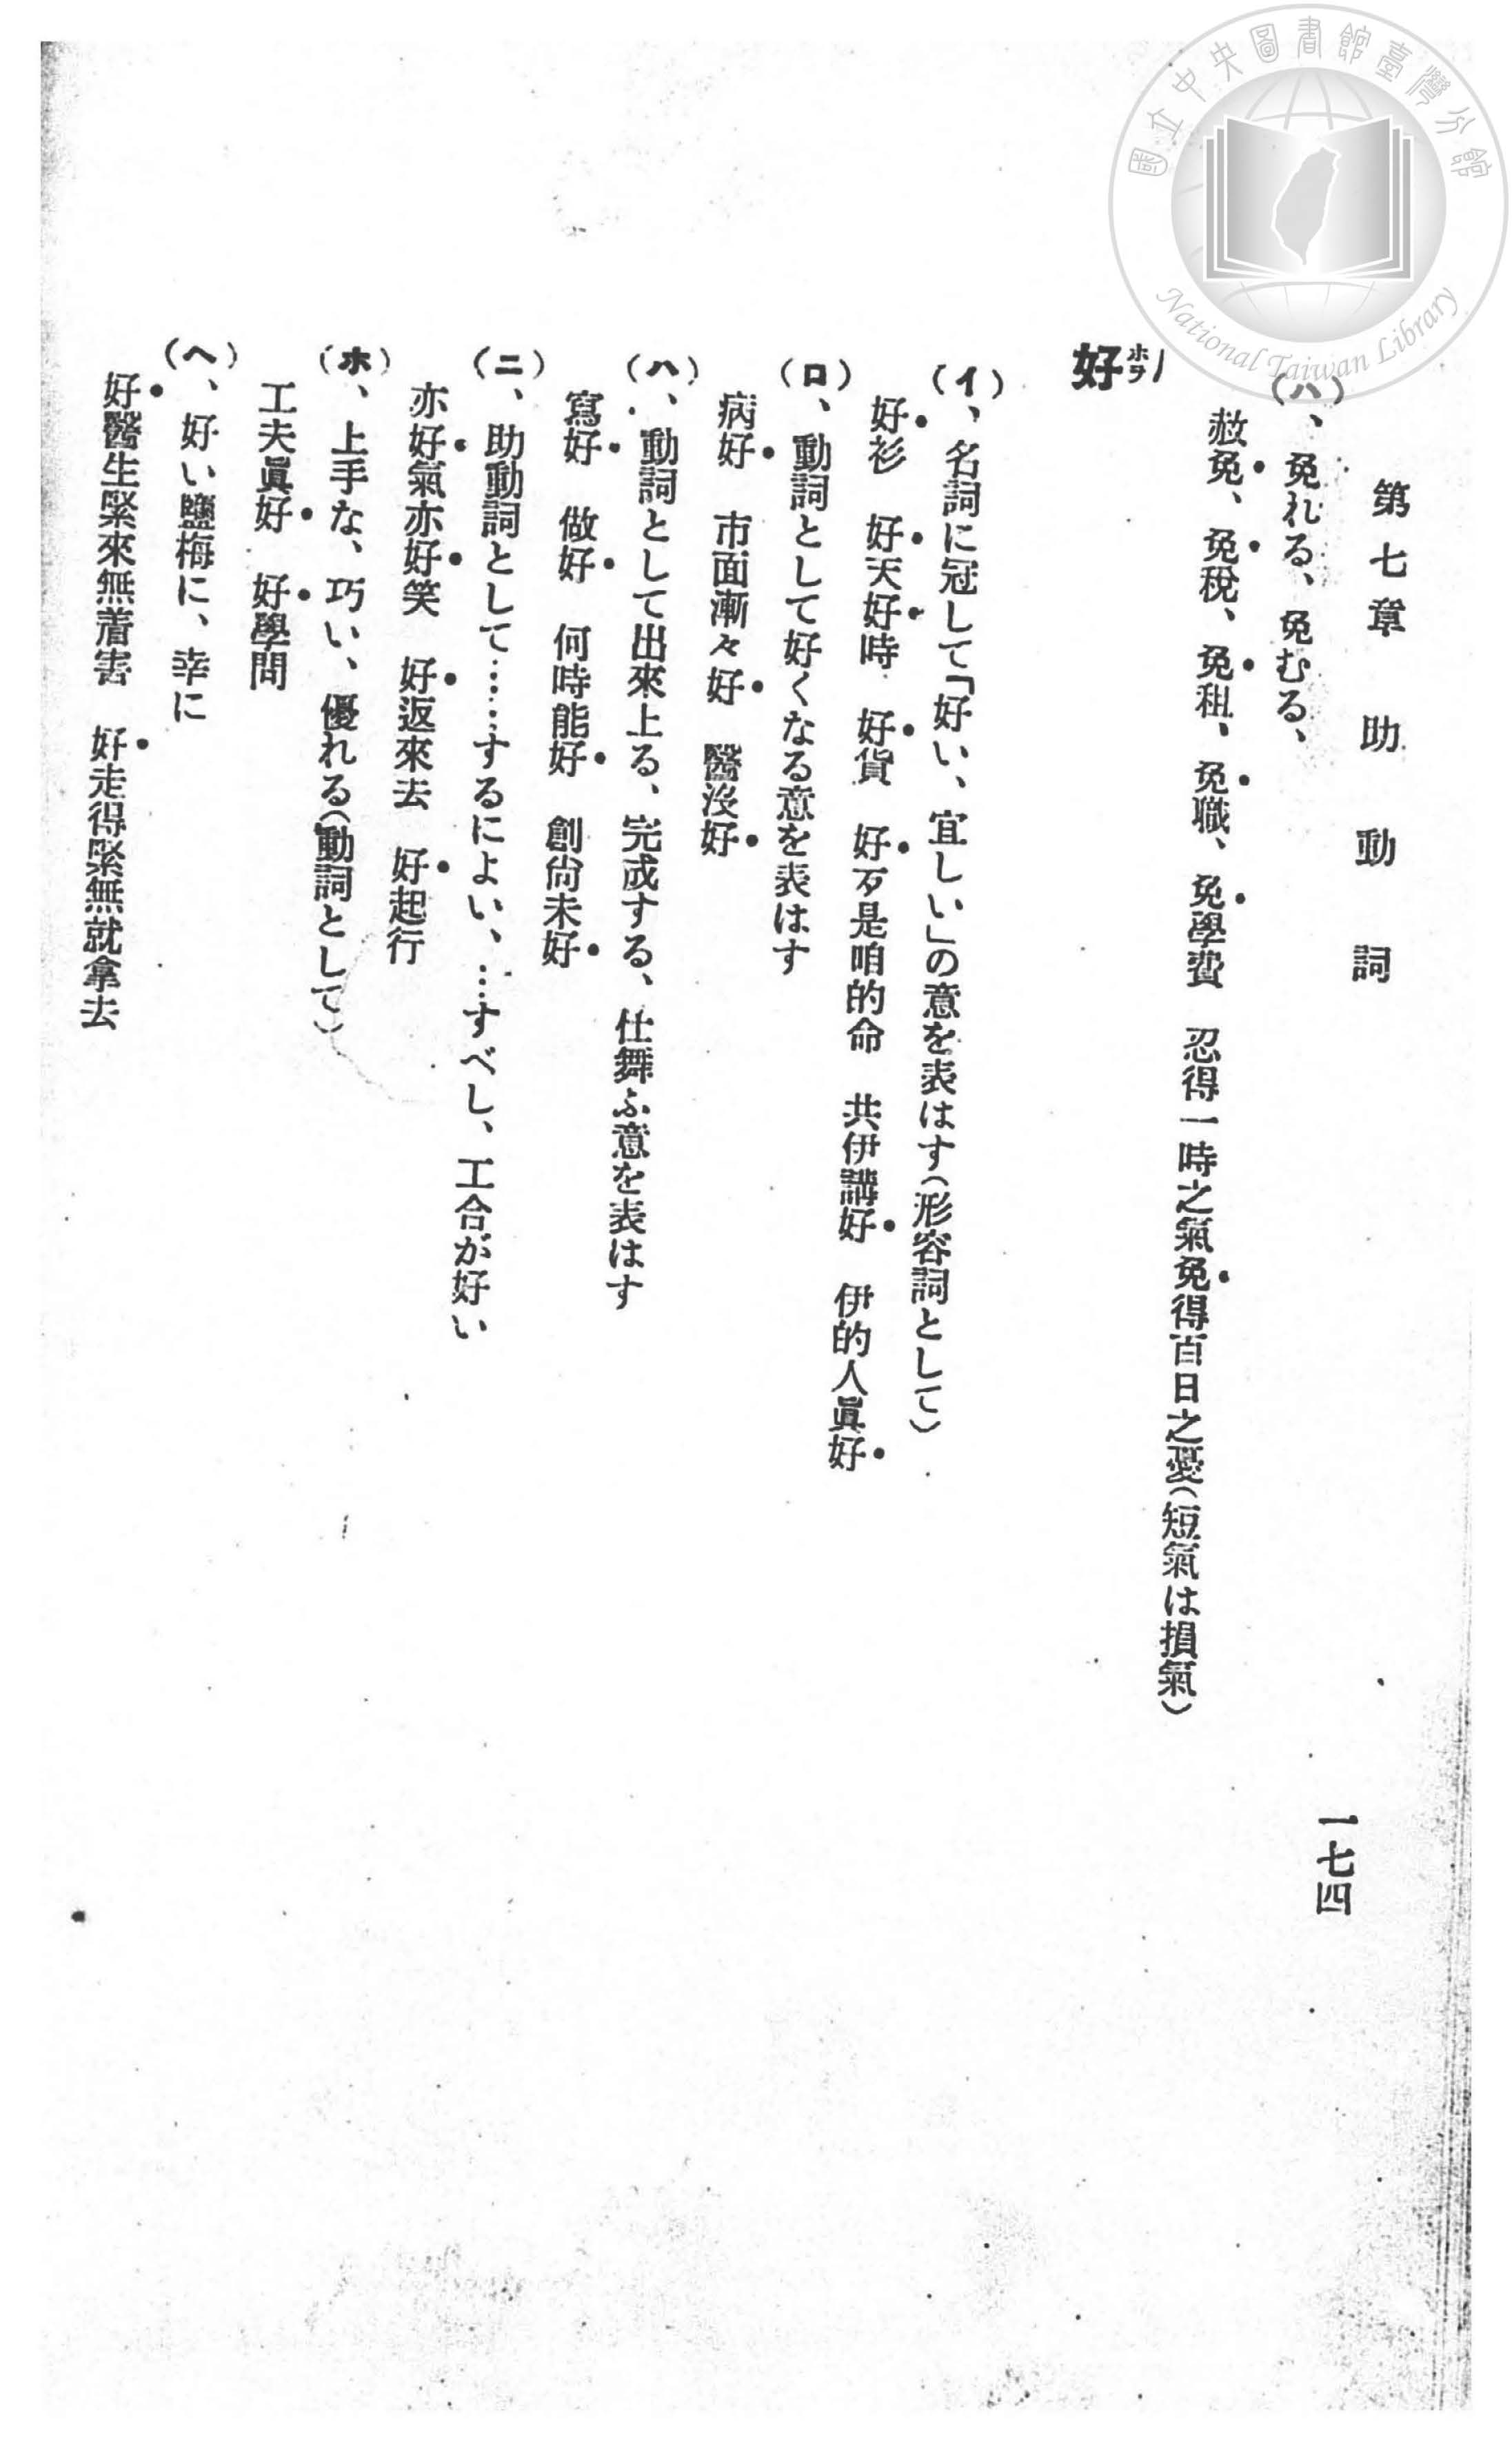 國立中央圖書館臺灣分館
National Taiwan Library
第七章 助動詞
一七四
(ハ)、免れる、免むる、
赦免、免稅、免租、免職、免學費 忍得一時之氣免得百日之憂(短氣は損氣)
好 ホヲ
(イ)、名詞に冠して「好い、宜しい」の意を表はす(形容詞として)
好衫 好天好時 好貨 好歹是咱的命 共伊講好 伊的人眞好
(ロ)、動詞として好くなる意を表はす
病好 市面漸々好 醫沒好
(ハ)、動詞として出來上る、完成する、仕舞ふ意を表はす
寫好 做好 何時能好 創尙未好
(ニ)、助動詞として……するによい、…すべし、工合が好い
亦好氣亦好笑 好返來去 好起行
(ホ)、上手な、巧い、優れる(動詞として)
工夫眞好 好學問
(ヘ)、好い鹽梅に、幸に
好醫生緊來無着害 好走得緊無就拿去